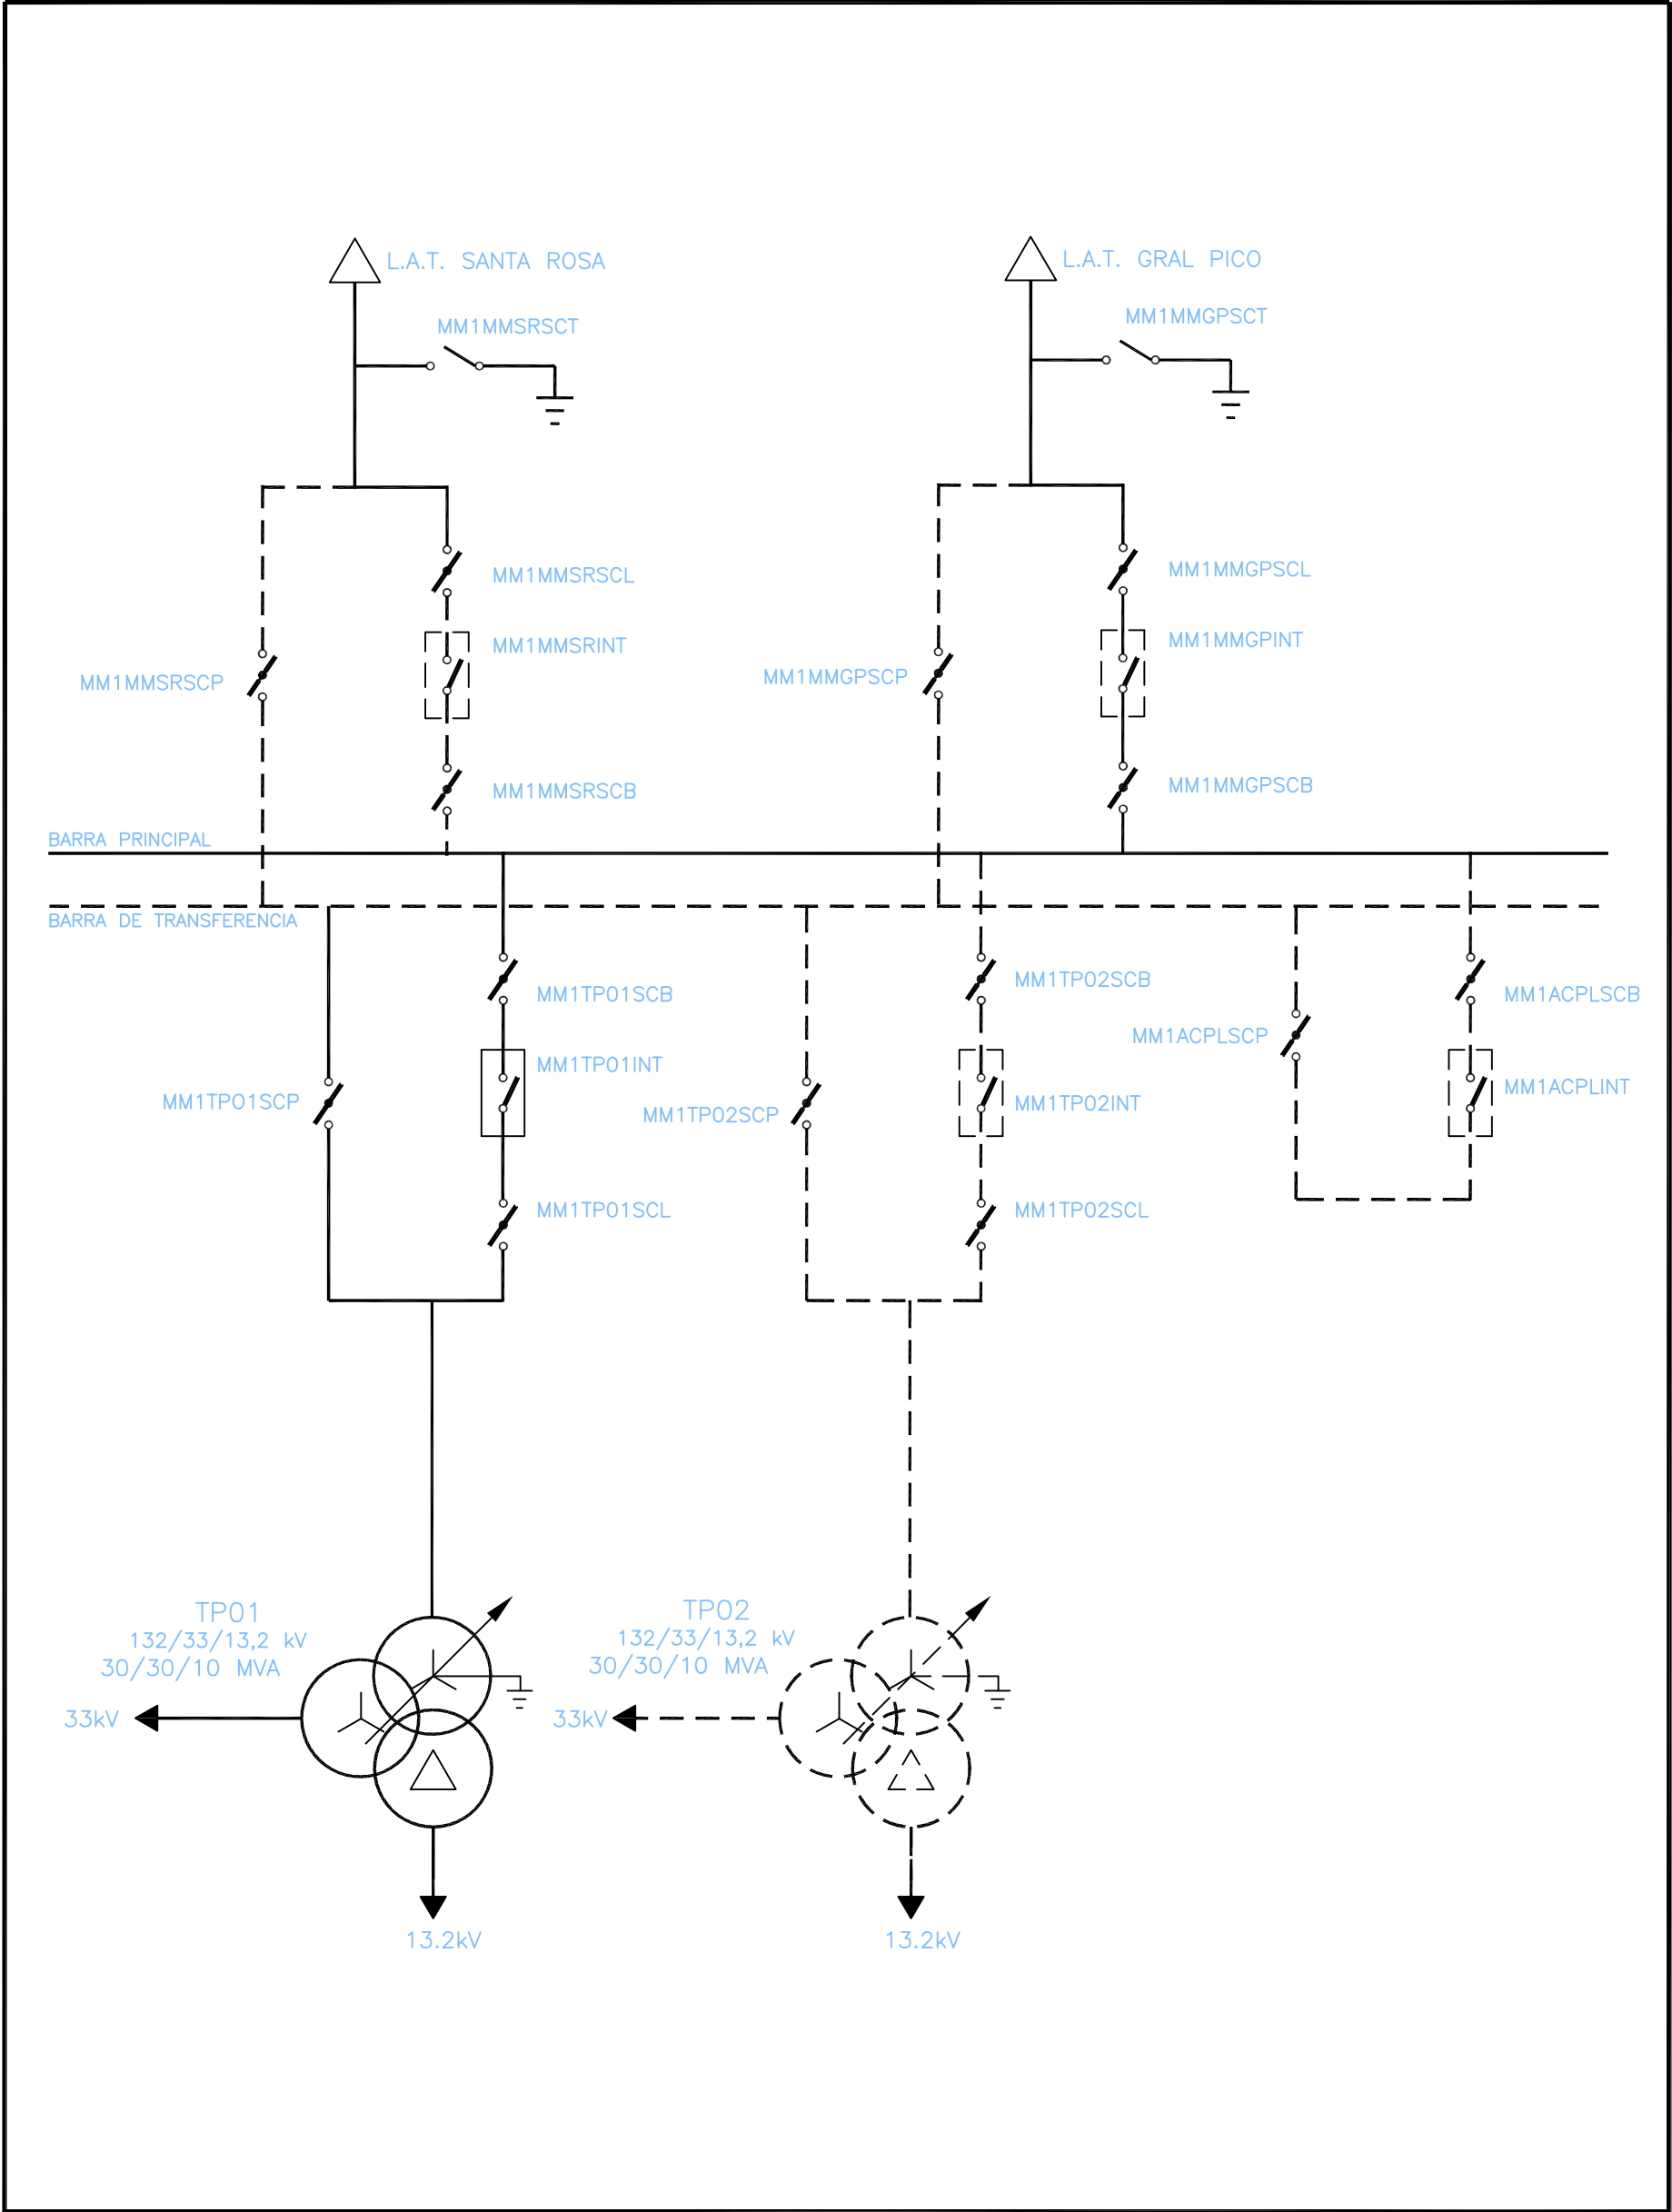 L.A.T. SANTA ROSA
L.A.T. GRAL PICO
MM1MMSRSCT
MM1MMGPSCT
MM1MMSRSCL
MM1MMGPSCL
MM1MMSRINT
MM1MMGPINT
MM1MMSRSCP
MM1MMGPSCP
MM1MMSRSCB
MM1MMGPSCB
BARRA PRINCIPAL
BARRA DE TRANSFERENCIA
MM1TP01SCB
MM1TP02SCB
MM1ACPLSCB
MM1ACPLSCP
MM1TP01INT
MM1TP02INT
MM1ACPLINT
MM1TP01SCP
MM1TP02SCP
MM1TP01SCL
MM1TP02SCL
TP01
132/33/13,2 kV
30/30/10 MVA
33kV
13.2kV
TP02
132/33/13,2 kV
30/30/10 MVA
33kV
13.2kV